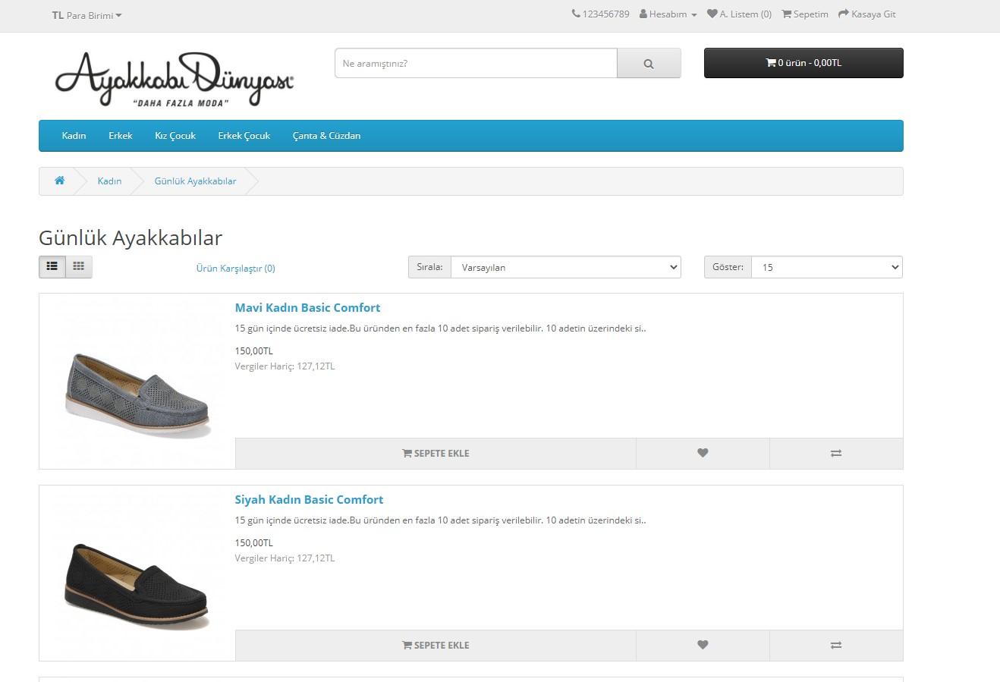 TL Para Birimi
123456789 Hesabım A. Listem (0) Sepetim Kasaya Git
Ayakkabı Dünyası®
“DAHA FAZLA MODA”
Ne aramıştınız?
0 ürün - 0,00TL
Kadın Erkek Kız Çocuk Erkek Çocuk Çanta & Cüzdan
Kadın Günlük Ayakkabılar
Günlük Ayakkabılar
Ürün Karşılaştır (0) Sırala: Varsayılan Göster: 15
Mavi Kadın Basic Comfort
15 gün içinde ücretsiz iade.Bu üründen en fazla 10 adet sipariş verilebilir. 10 adetin üzerindeki si..
150,00TL
Vergiler Hariç: 127,12TL
SEPETE EKLE
Siyah Kadın Basic Comfort
15 gün içinde ücretsiz iade.Bu üründen en fazla 10 adet sipariş verilebilir. 10 adetin üzerindeki si..
150,00TL
Vergiler Hariç: 127,12TL
SEPETE EKLE